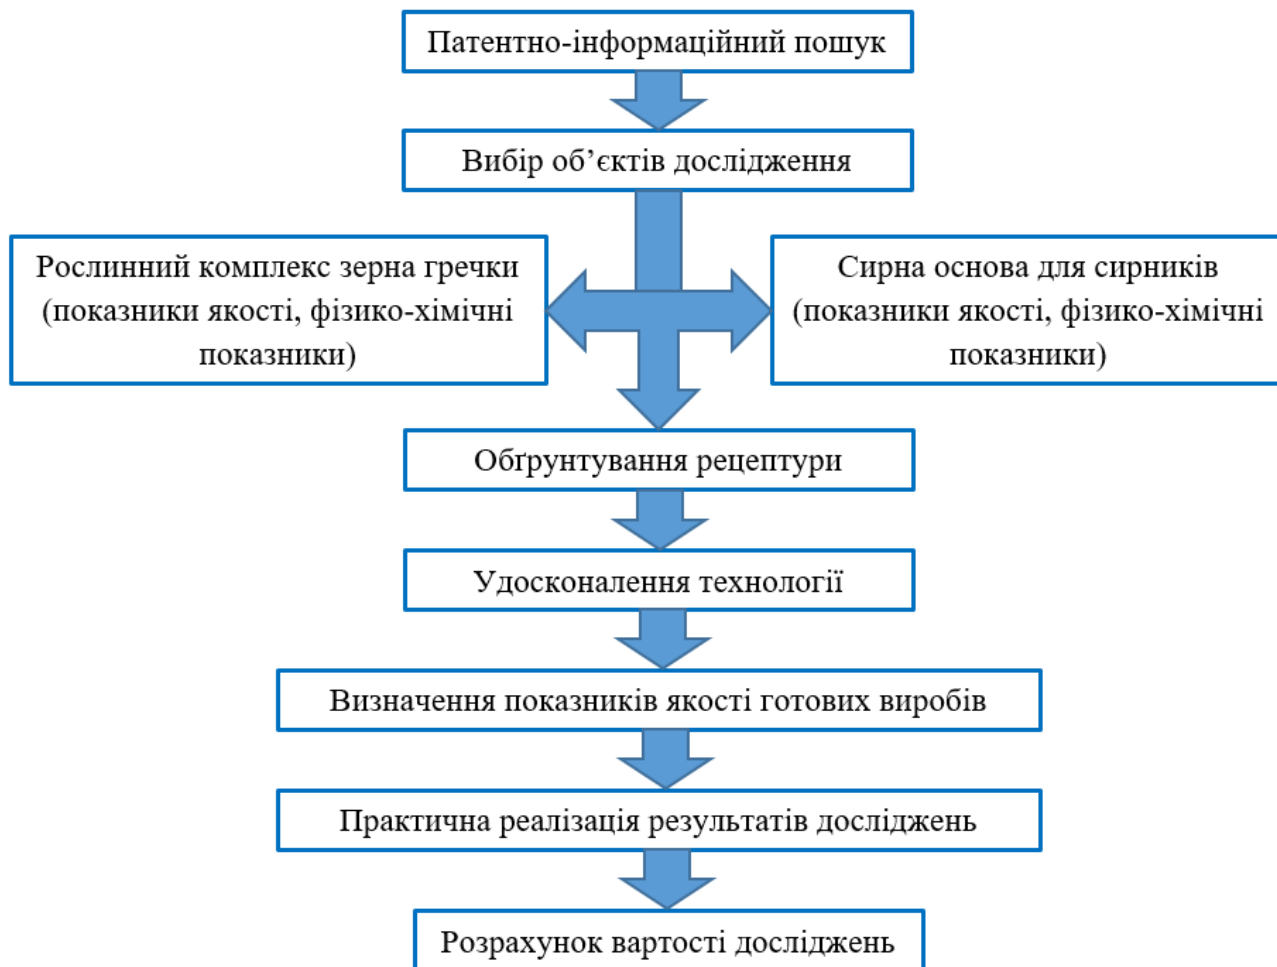 Патентно-інформаційний пошук
Вибір об’єктів дослідження
Рослинний комплекс зерна гречки
(показники якості, фізико-хімічні
показники)
Сирна основа для сирників
(показники якості, фізико-хімічні
показники)
Обґрунтування рецептури
Удосконалення технології
Визначення показників якості готових виробів
Практична реалізація результатів досліджень
Розрахунок вартості досліджень